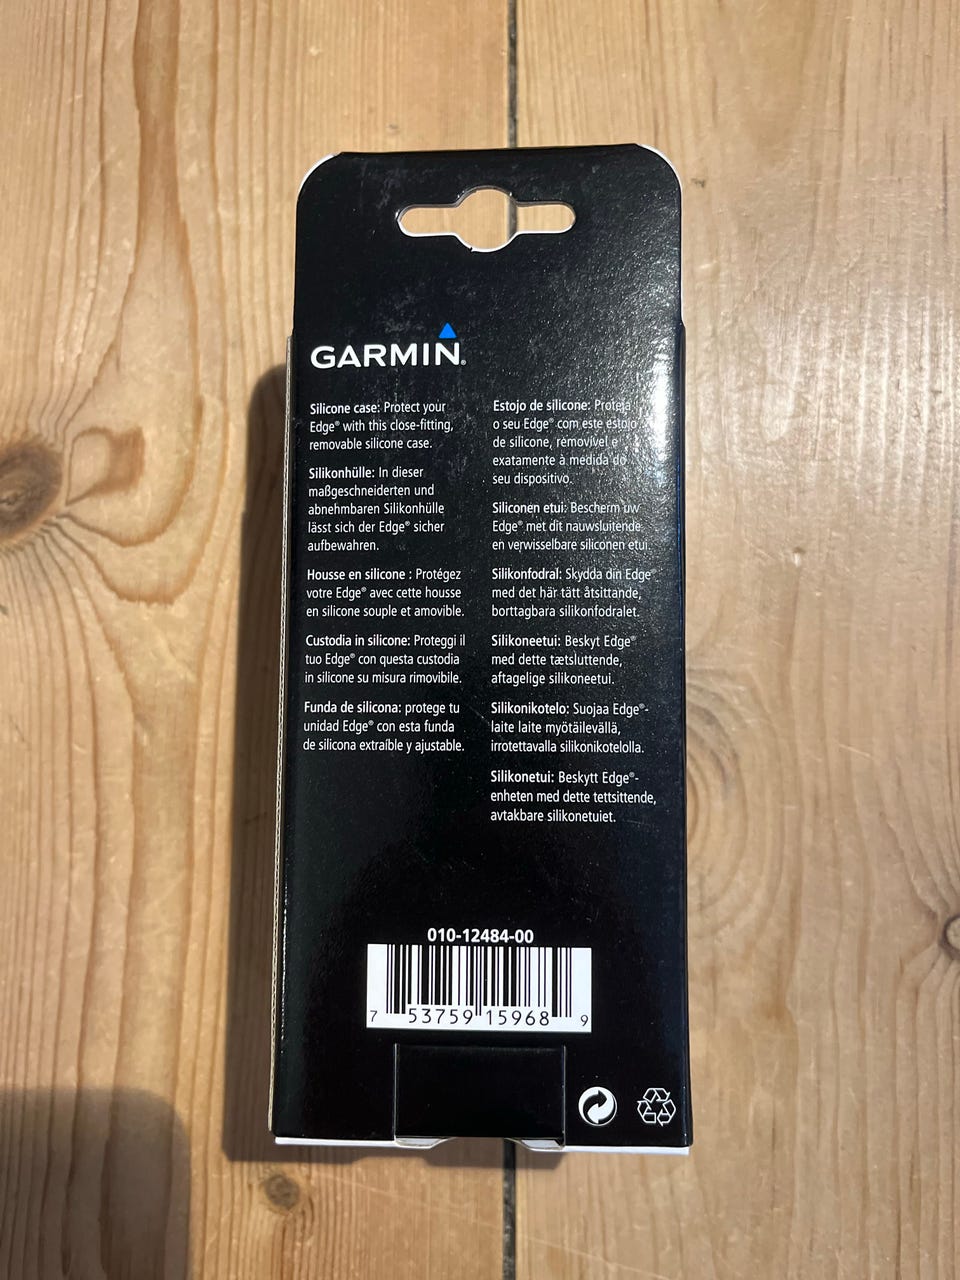 GARMIN®
Silicone case: Protect your
Edge® with this close-fitting,
removable silicone case.
Silikonhülle: In dieser
maßgeschneiderten und
abnehmbaren Silikonhülle
lässt sich der Edge® sicher
aufbewahren.
Housse en silicone : Protégez
votre Edge® avec cette housse
en silicone souple et amovible.
Custodia in silicone: Proteggi il
tuo Edge® con questa custodia
in silicone su misura rimovibile.
Funda de silicona: protege tu
unidad Edge® con esta funda
de silicona extraíble y ajustable.
Estojo de silicone: Proteja
o seu Edge® com este estojo
de silicone, removível e
exatamente à medida do
seu dispositivo.
Siliconen etui: Bescherm uw
Edge® met dit nauwsluitende
en verwisselbare siliconen etui.
Silikonfodral: Skydda din Edge®
med det här tätt åtsittande,
borttagbara silikonfodralet.
Silikoneetui: Beskyt Edge®
med dette tætsluttende,
aftagelige silikoneetui.
Silikonikotelo: Suojaa Edge®-
laite laite myötäilevällä,
irrotettavalla silikonikotelolla.
Silikonetui: Beskytt Edge®-
enheten med dette tettsittende,
avtakbare silikonetuiet.
010-12484-00
7 53759 15968 9